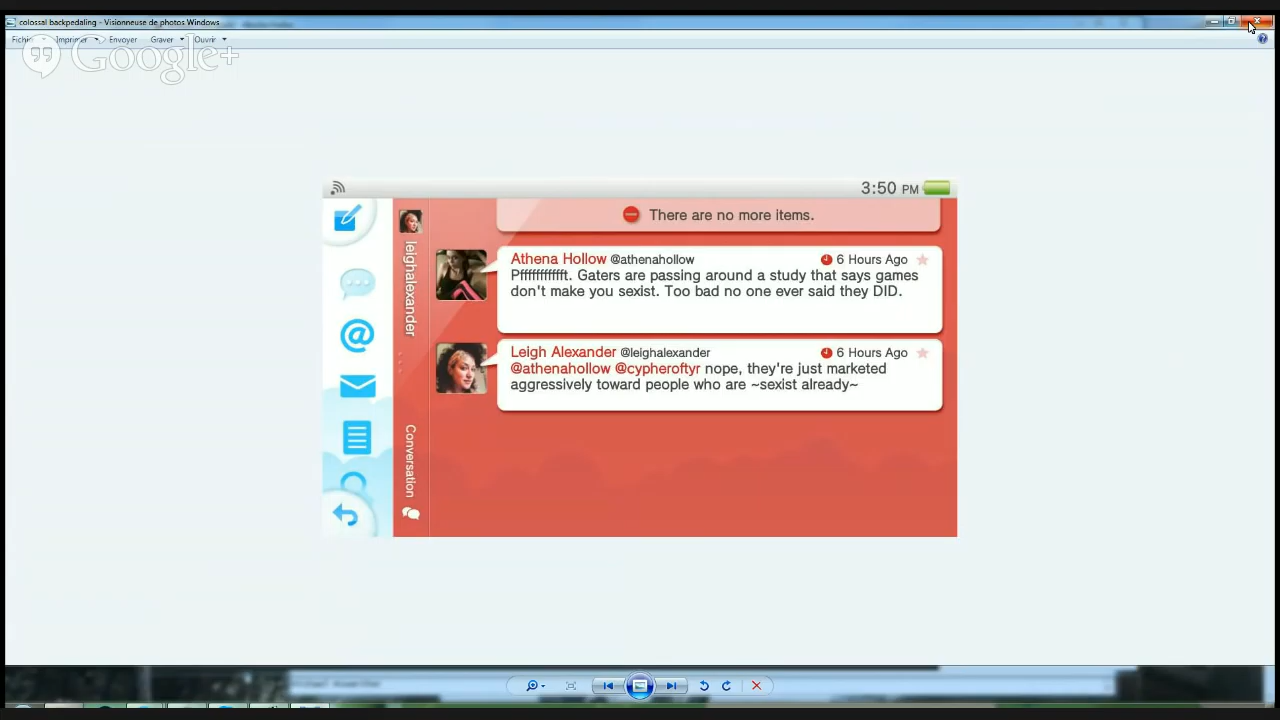 colossal backpedaling - Visionneuse de photos Windows
Imprimer Envoyer Graver Ouvrir
Google+
3:50 PM
There are no more items.
leighalexander
Athena Hollow @athenahollow 6 Hours Ago
Pffffffffffft. Gaters are passing around a study that says games
don't make you sexist. Too bad no one ever said they DID.
Leigh Alexander @leighalexander 6 Hours Ago
@athenahollow @cypheroftyr nope, they're just marketed
aggressively toward people who are ~sexist already~
Conversation